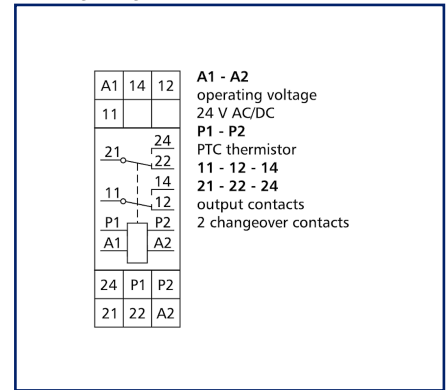 A1 14 12
11
21 24
22
11 14
12
P1 P2
A1 A2
24 P1 P2
21 22 A2
A1 - A2
operating voltage
24 V AC/DC
P1 - P2
PTC thermistor
11 - 12 - 14
21 - 22 - 24
output contacts
2 changeover contacts